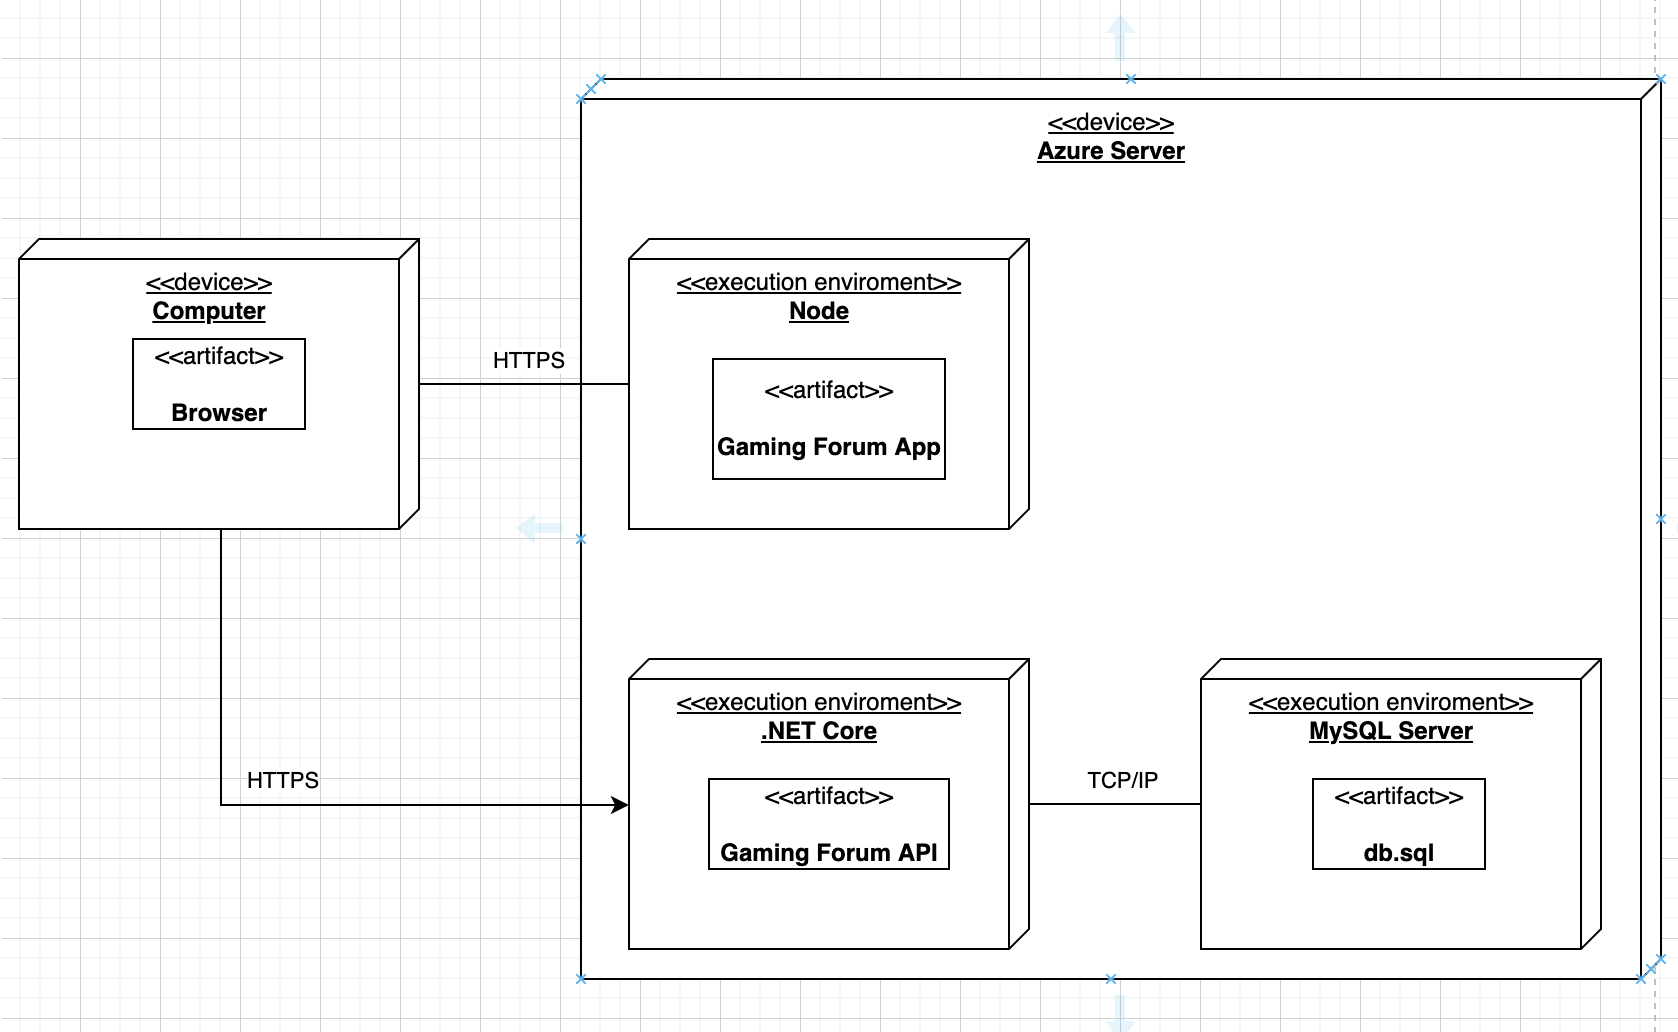 <<device>>
Azure Server
<<device>>
Computer
<<artifact>>
Browser
HTTPS
<<execution enviroment>>
Node
<<artifact>>
Gaming Forum App
HTTPS
<<execution enviroment>>
.NET Core
<<artifact>>
Gaming Forum API
TCP/IP
<<execution enviroment>>
MySQL Server
<<artifact>>
db.sql